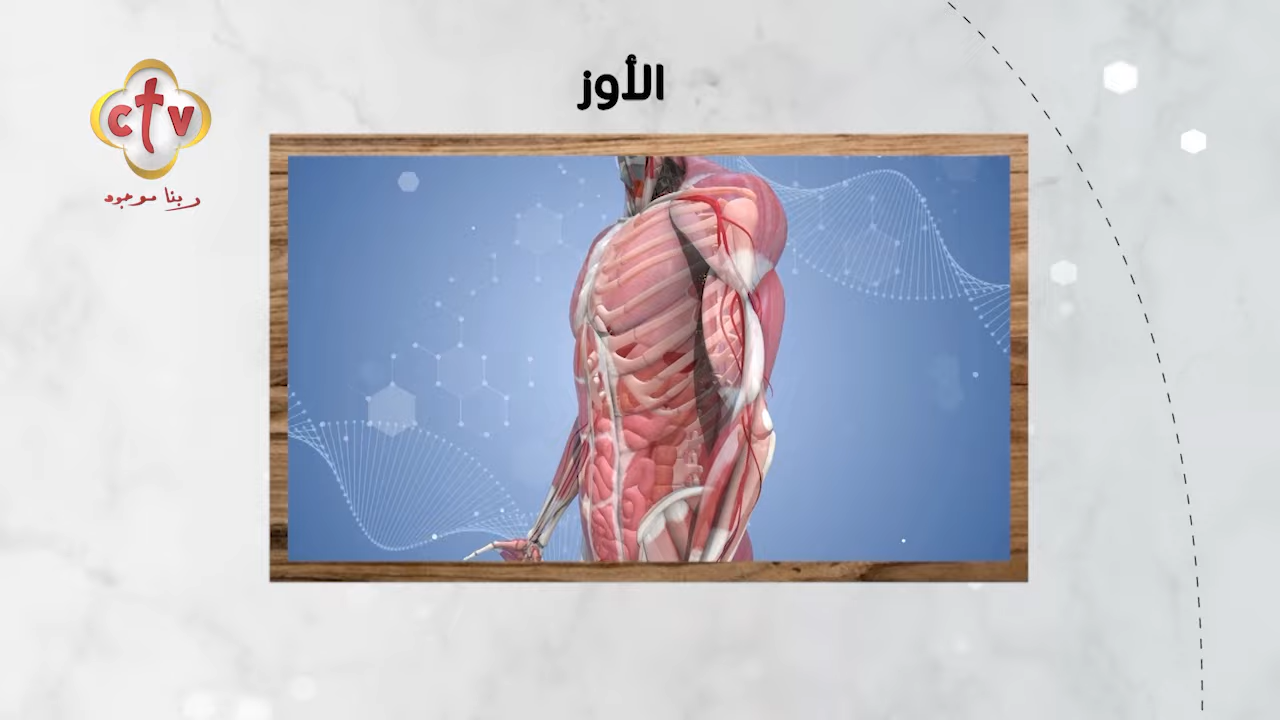 الأوز
ctv
ربنا موجود